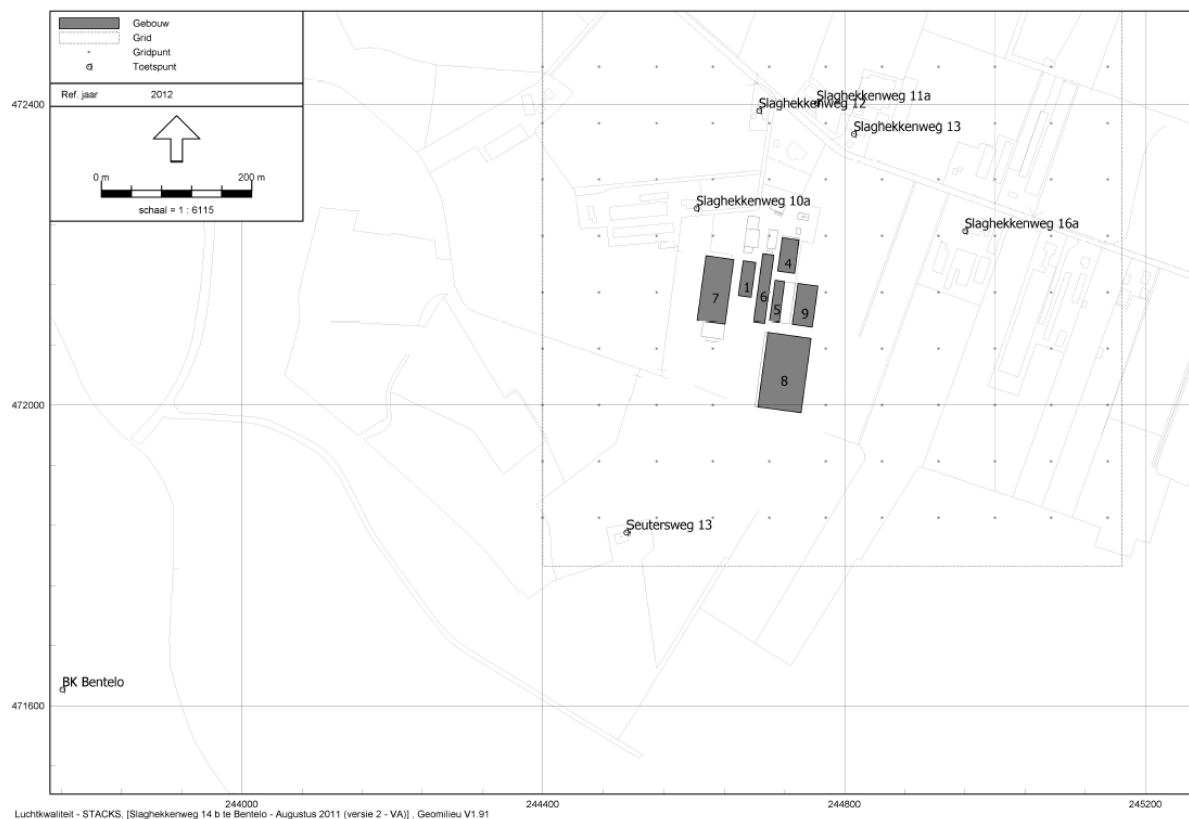 Gebouw
Grid
Gridpunt
Toetspunt
Ref. jaar 2012
0 m 200 m
schaal = 1 : 6115
472400
472000
471600
Slaghekkenweg 11a
Slaghekkenweg 12
Slaghekkenweg 13
Slaghekkenweg 10a
Slaghekkenweg 16a
4
1
7
6
5
9
8
Seutersweg 13
BK Bentelo
244000 244400 244800 245200
Luchtkwaliteit - STACKS, [Slaghekkenweg 14 b te Bentelo - Augustus 2011 (versie 2 - VA)] , Geomilieu V1.91